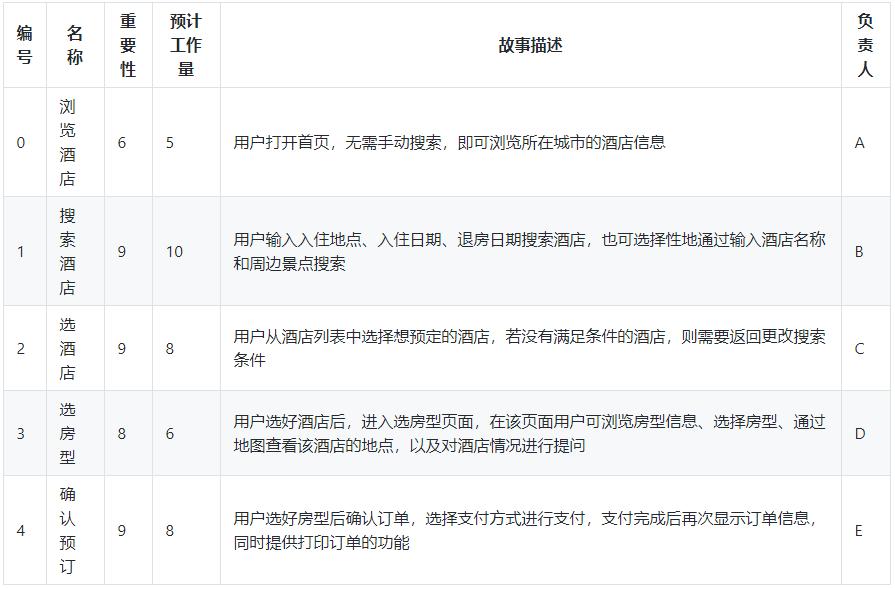 编号 名称 重要性 预计工作量 故事描述 负责人
0 浏览酒店 6 5 用户打开首页，无需手动搜索，即可浏览所在城市的酒店信息 A
1 搜索酒店 9 10 用户输入入住地点、入住日期、退房日期搜索酒店，也可选择性地通过输入酒店名称
和周边景点搜索 B
2 选酒店 9 8 用户从酒店列表中选择想预定的酒店，若没有满足条件的酒店，则需要返回更改搜索
条件 C
3 选房型 8 6 用户选好酒店后，进入选房型页面，在该页面用户可浏览房型信息、选择房型、通过
地图查看该酒店的地点，以及对酒店情况进行提问 D
4 确认预订 9 8 用户选好房型后确认订单，选择支付方式进行支付，支付完成后再次显示订单信息，
同时提供打印订单的功能 E